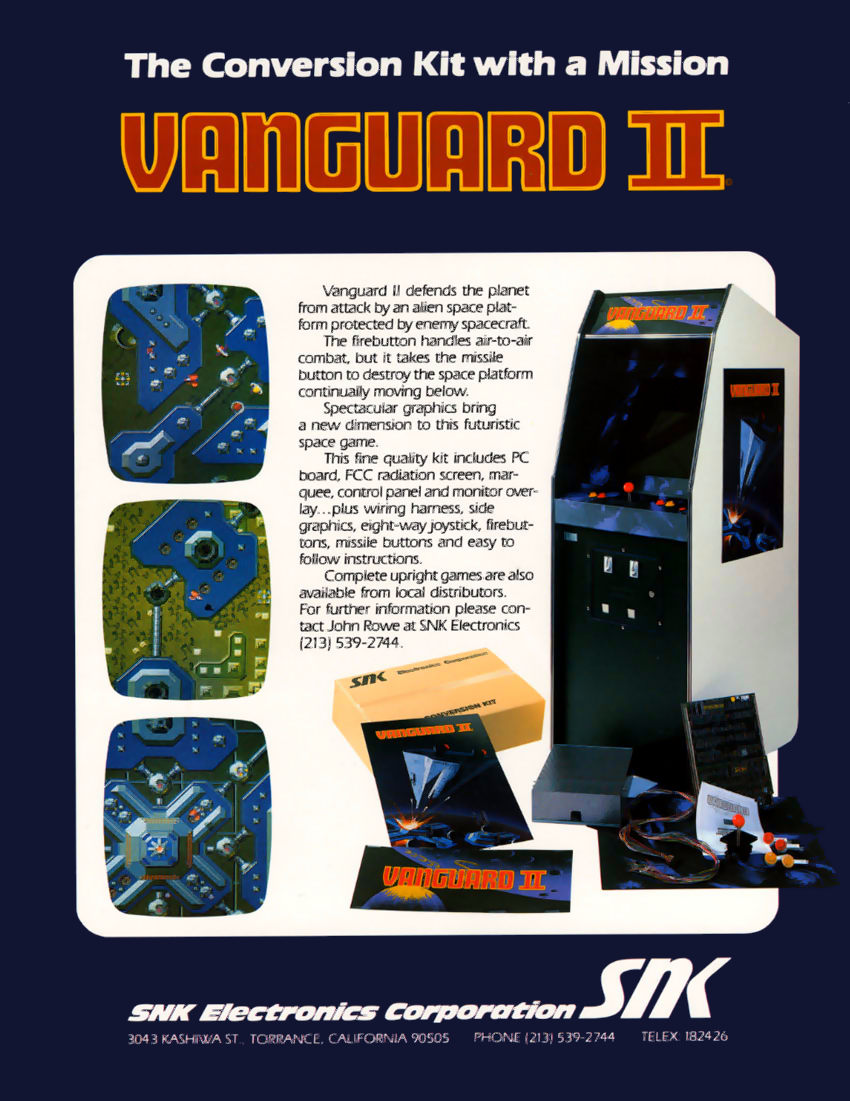 The Conversion Kit with a Mission
VANGUARD II
Vanguard II defends the planet
from attack by an alien space plat-
form protected by enemy spacecraft.
The firebutton handles air-to-air
combat, but it takes the missile
button to destroy the space platform
continually moving below.
Spectacular graphics bring
a new dimension to this futuristic
space game.
This fine quality kit includes PC
board, FCC radiation screen, mar-
quee, control panel and monitor over-
lay...plus wiring harness, side
graphics, eight-way joystick, firebut-
tons, missile buttons and easy to
follow instructions.
Complete upright games are also
available from local distributors.
For further information please con-
tact John Rowe at SNK Electronics
(213) 539-2744.
VANGUARD II
VANGUARD II
SNK Electronics Corporation
CONVERSION KIT
VANGUARD II
VANGUARD II
SNK Electronics Corporation SNK
3043 KASHIWA ST., TORRANCE, CALIFORNIA 90505 PHONE (213) 539-2744 TELEX: 182426